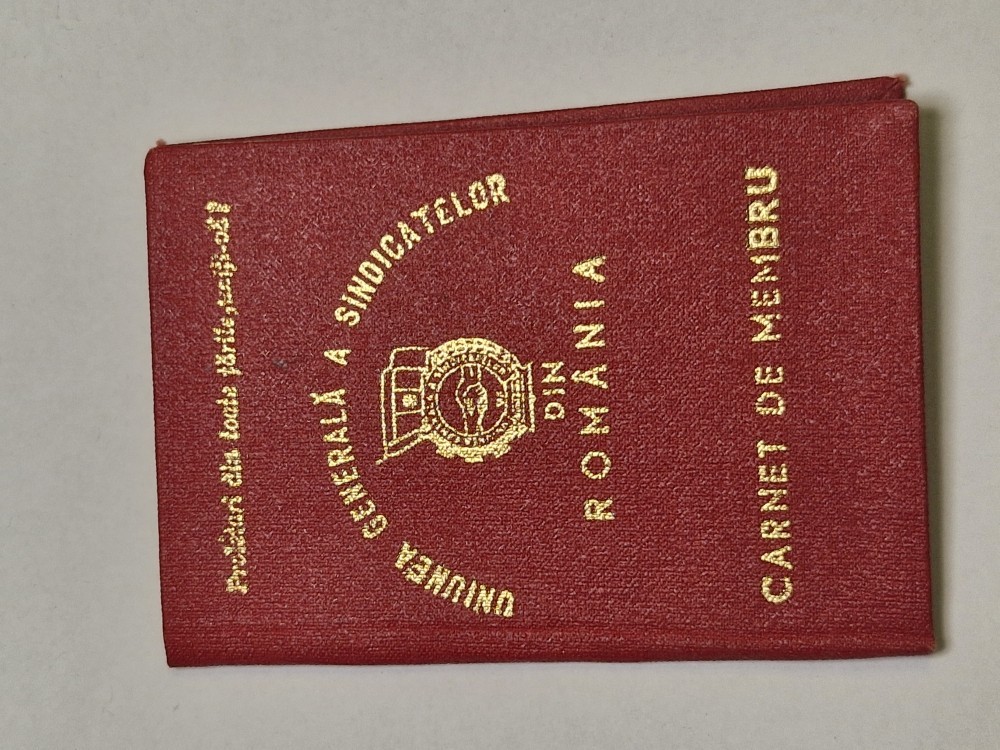 Proletari din toate țările, uniți-vă!
UNIUNEA GENERALĂ A SINDICATELOR
DIN
ROMÂNIA
CARNET DE MEMBRU